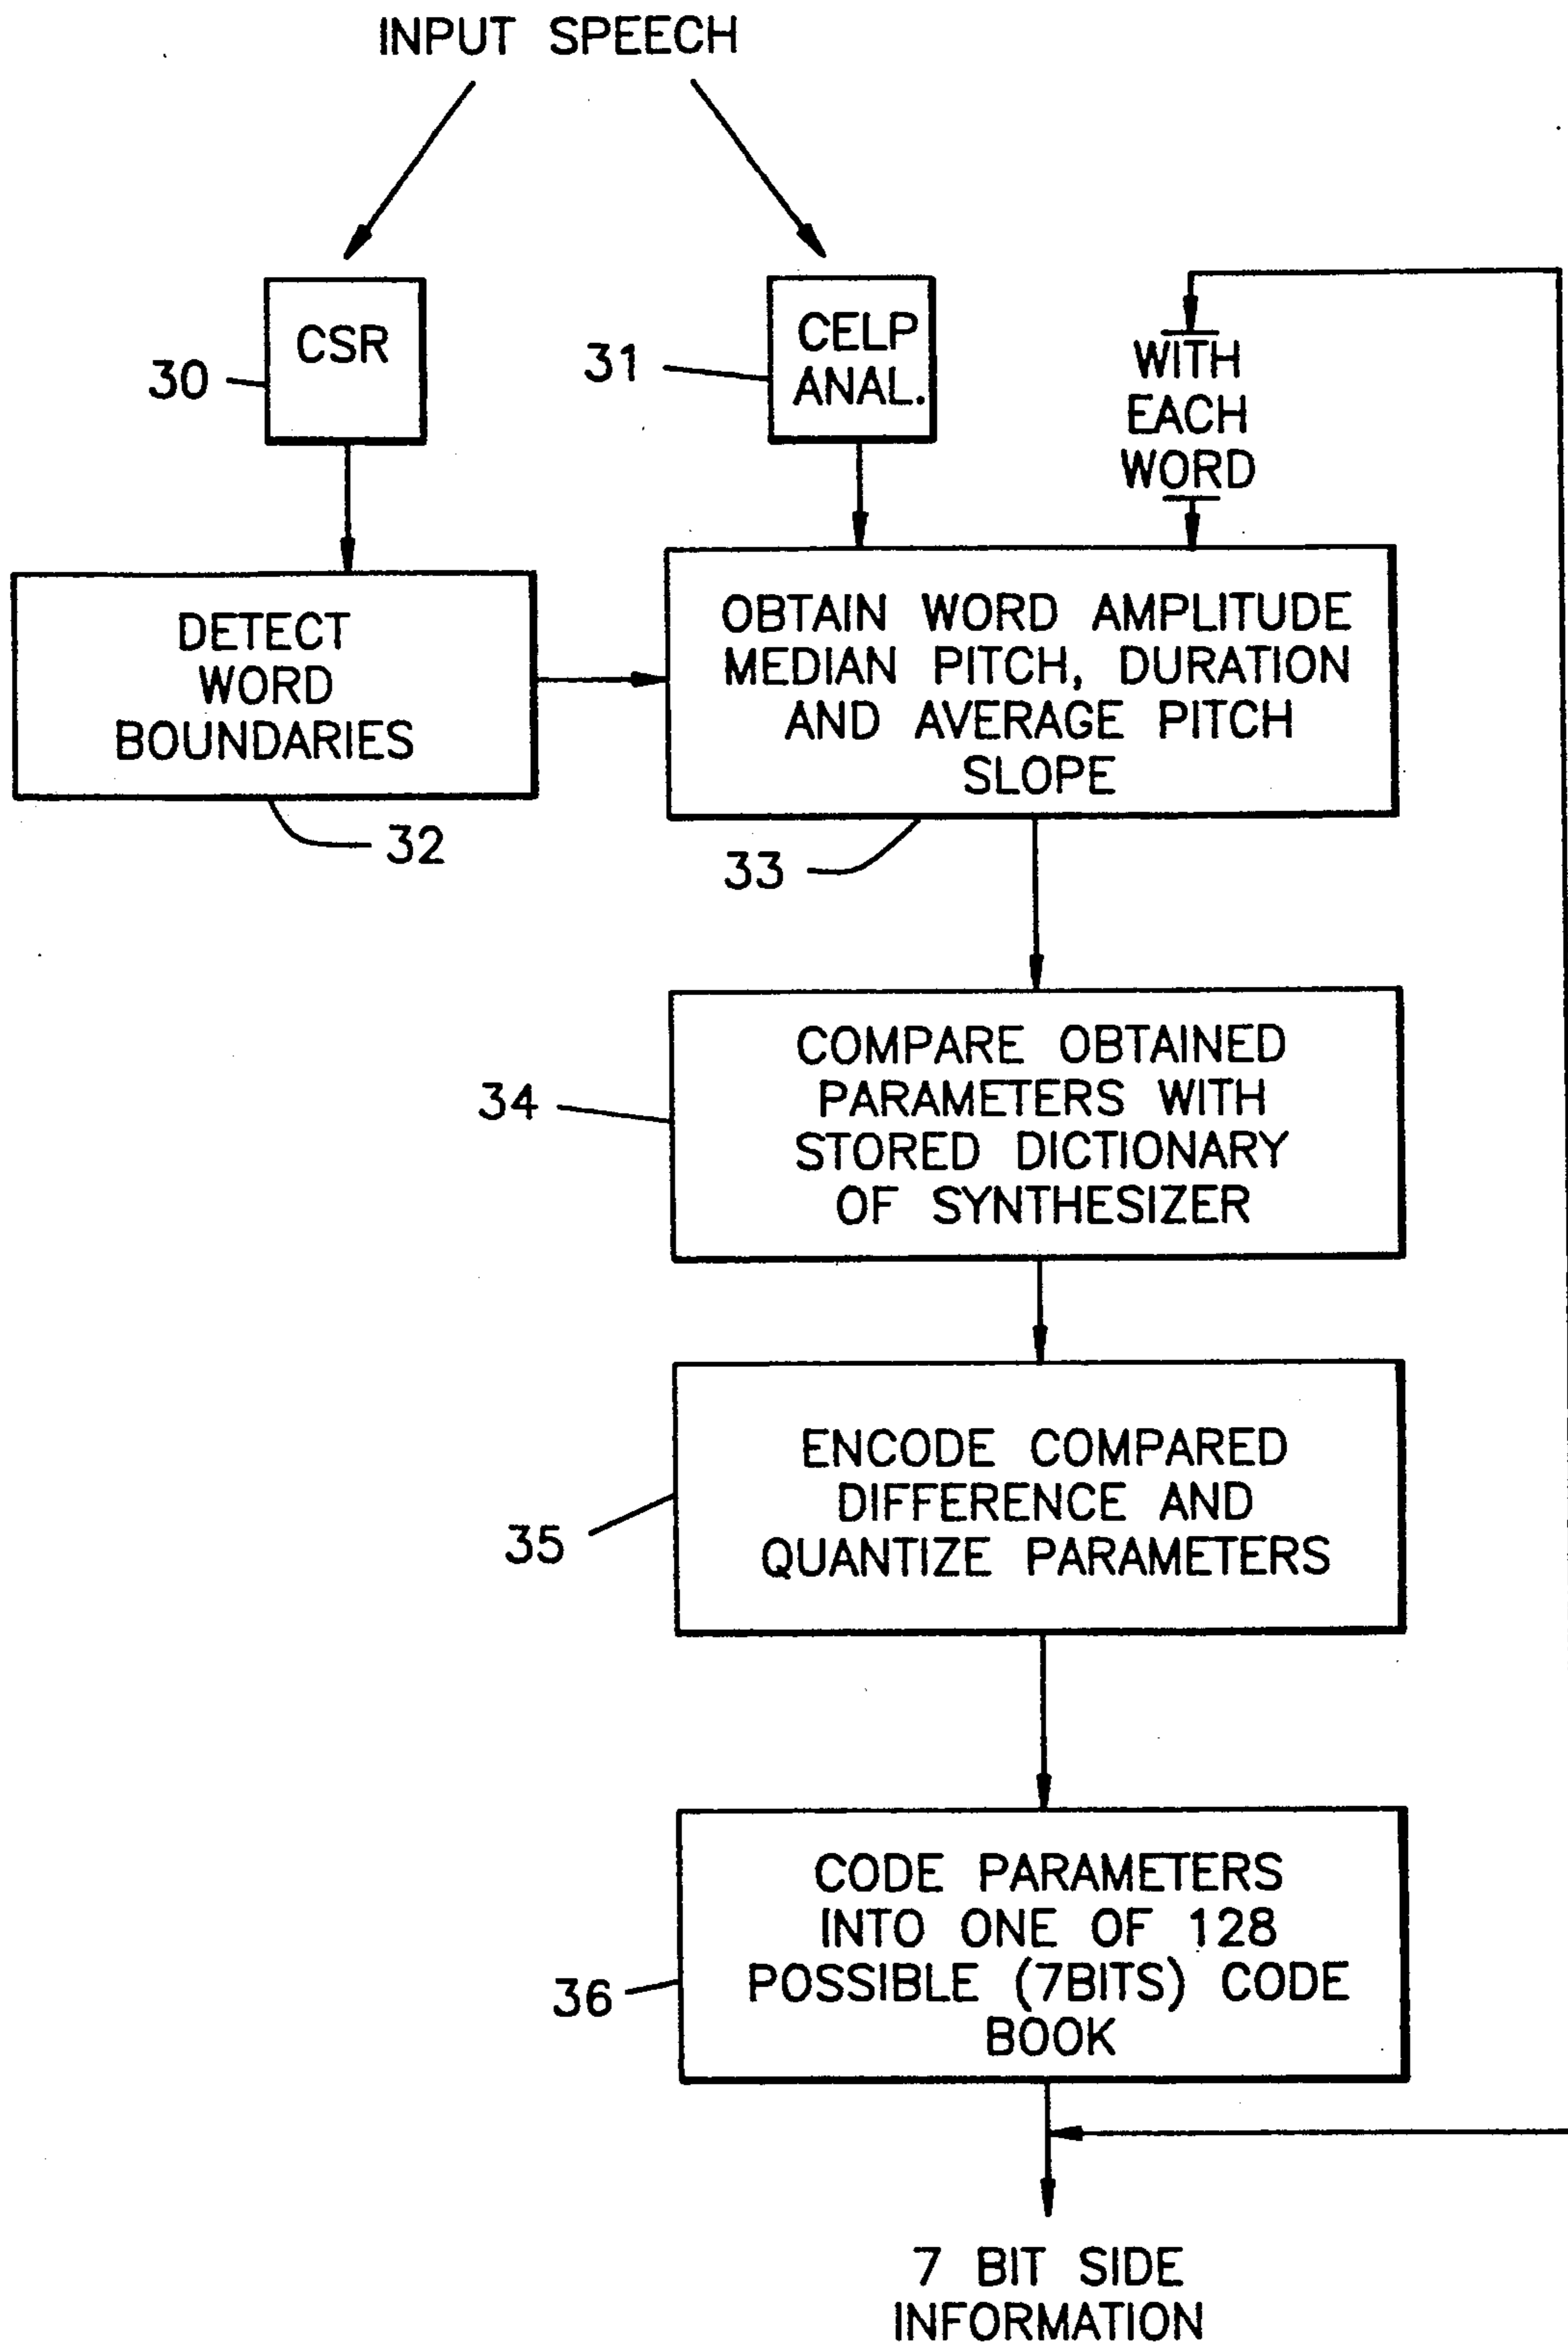 INPUT SPEECH
CSR
30
CELP
ANAL.
31
WITH
EACH
WORD
DETECT
WORD
BOUNDARIES
32
OBTAIN WORD AMPLITUDE
MEDIAN PITCH, DURATION
AND AVERAGE PITCH
SLOPE
33
COMPARE OBTAINED
PARAMETERS WITH
STORED DICTIONARY
OF SYNTHESIZER
34
ENCODE COMPARED
DIFFERENCE AND
QUANTIZE PARAMETERS
35
CODE PARAMETERS
INTO ONE OF 128
POSSIBLE (7BITS) CODE
BOOK
36
7 BIT SIDE
INFORMATION